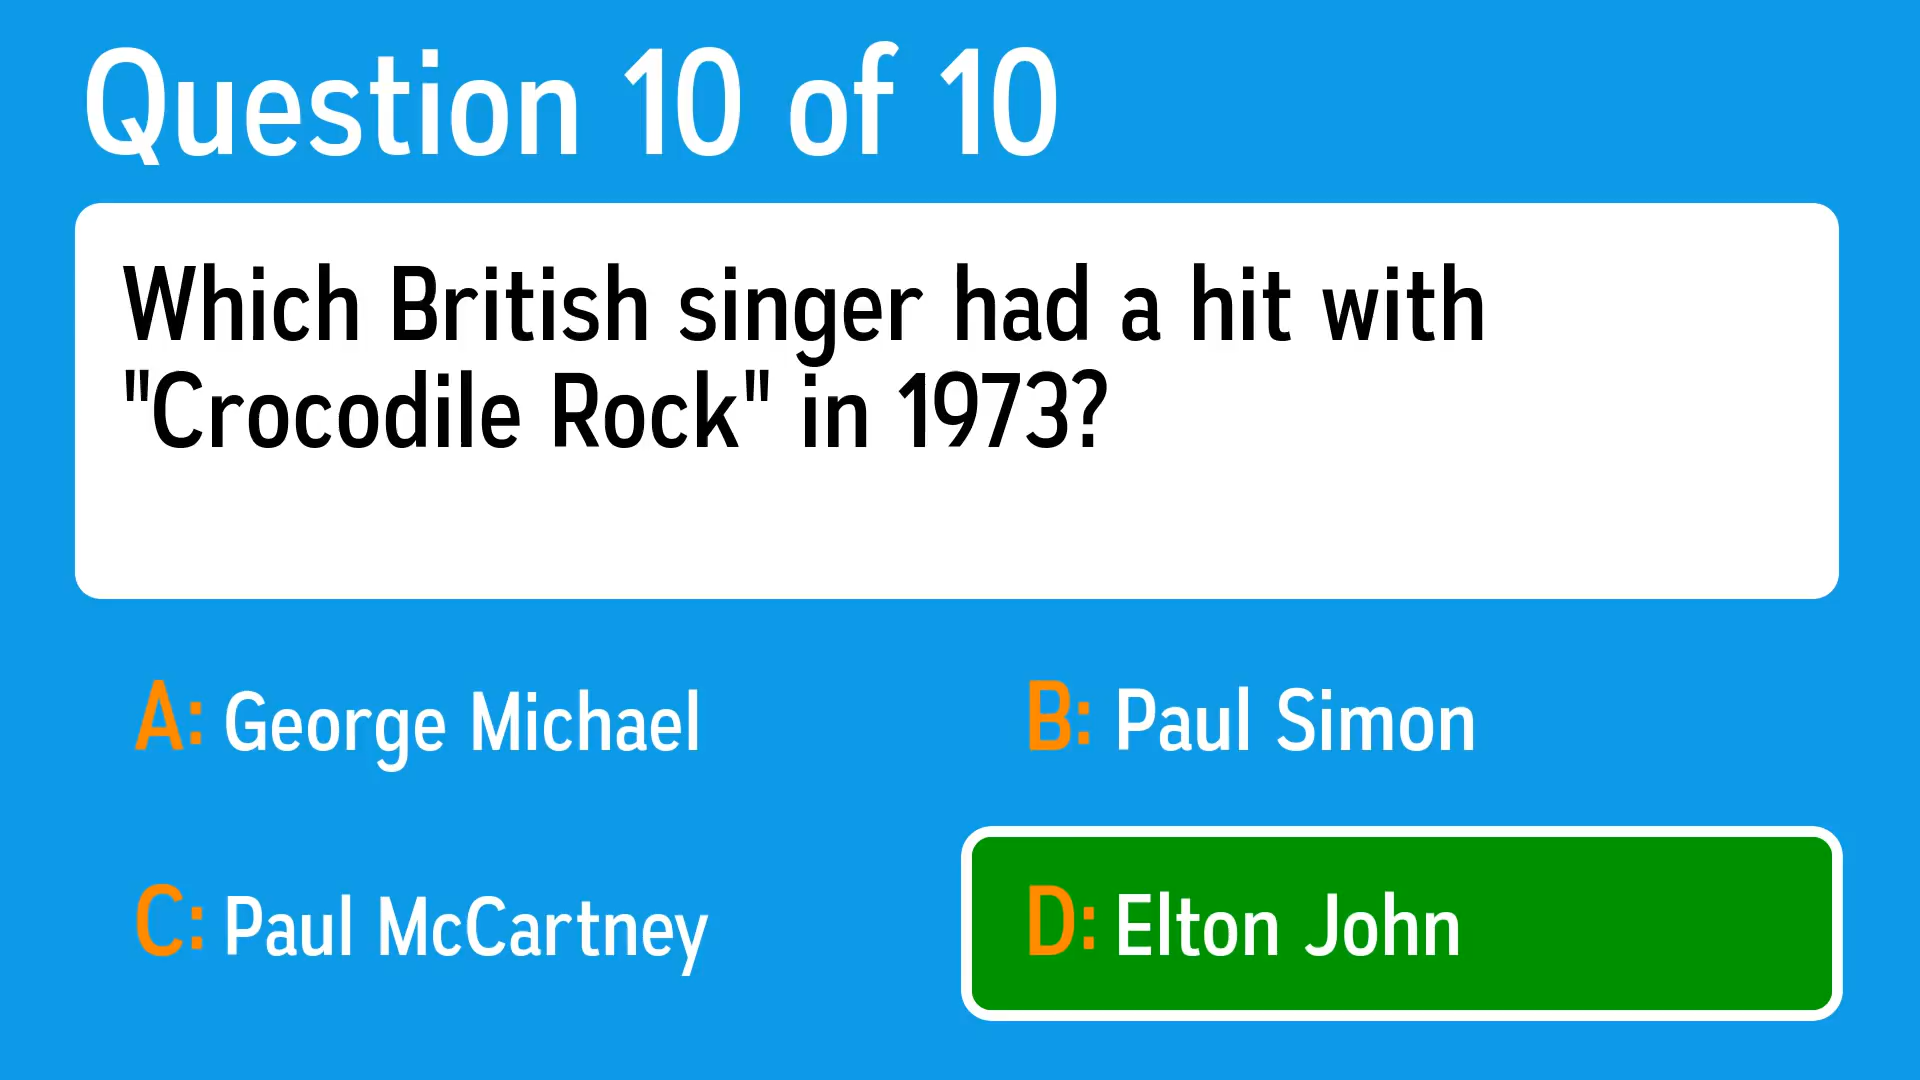 Question 10 of 10
Which British singer had a hit with
"Crocodile Rock" in 1973?
A: George Michael
B: Paul Simon
C: Paul McCartney
D: Elton John